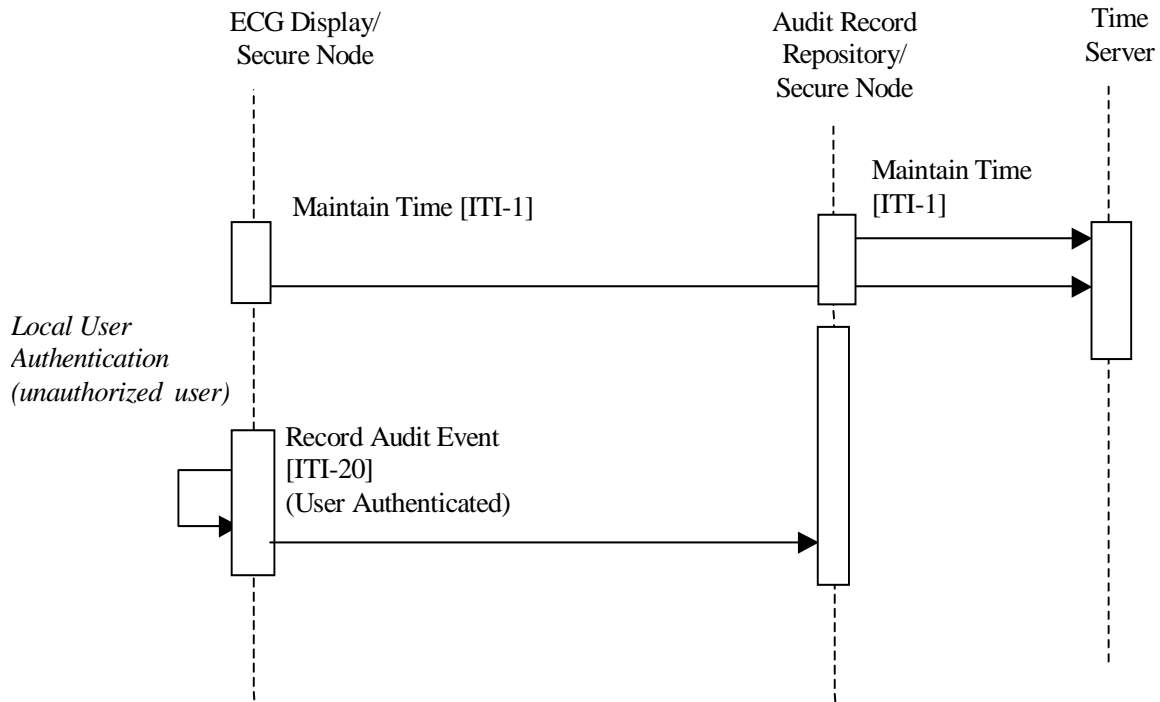 ECG Display/
Secure Node
Audit Record
Repository/
Secure Node
Time
Server
Maintain Time [ITI-1]
Maintain Time
[ITI-1]
Local User
Authentication
(unauthorized user)
Record Audit Event
[ITI-20]
(User Authenticated)